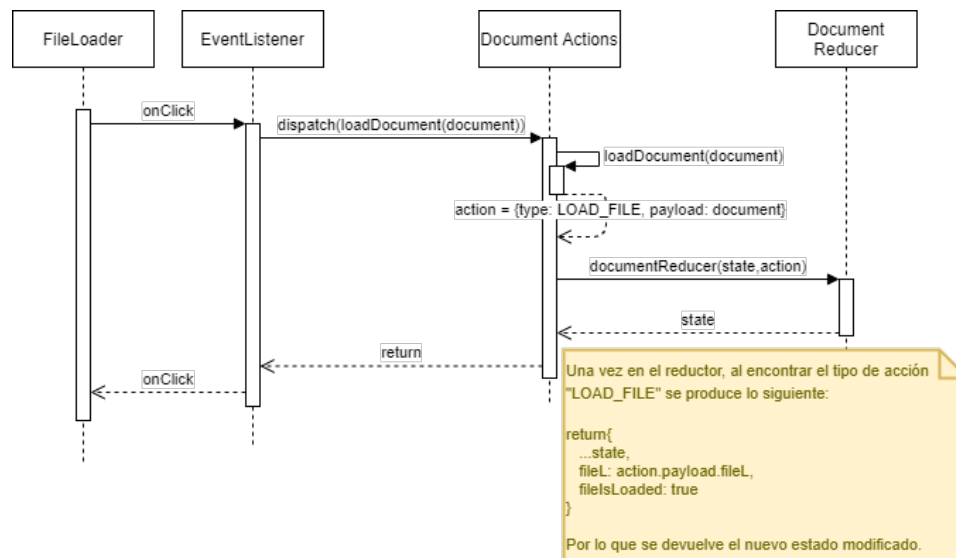 FileLoader
EventListener
Document Actions
Document
Reducer
onClick
dispatch(loadDocument(document))
loadDocument(document)
action = {type: LOAD_FILE, payload: document}
documentReducer(state,action)
state
return
onClick
Una vez en el reductor, al encontrar el tipo de acción
"LOAD_FILE" se produce lo siguiente:
return{
...state,
fileL: action.payload.fileL,
fileIsLoaded: true
}
Por lo que se devuelve el nuevo estado modificado.